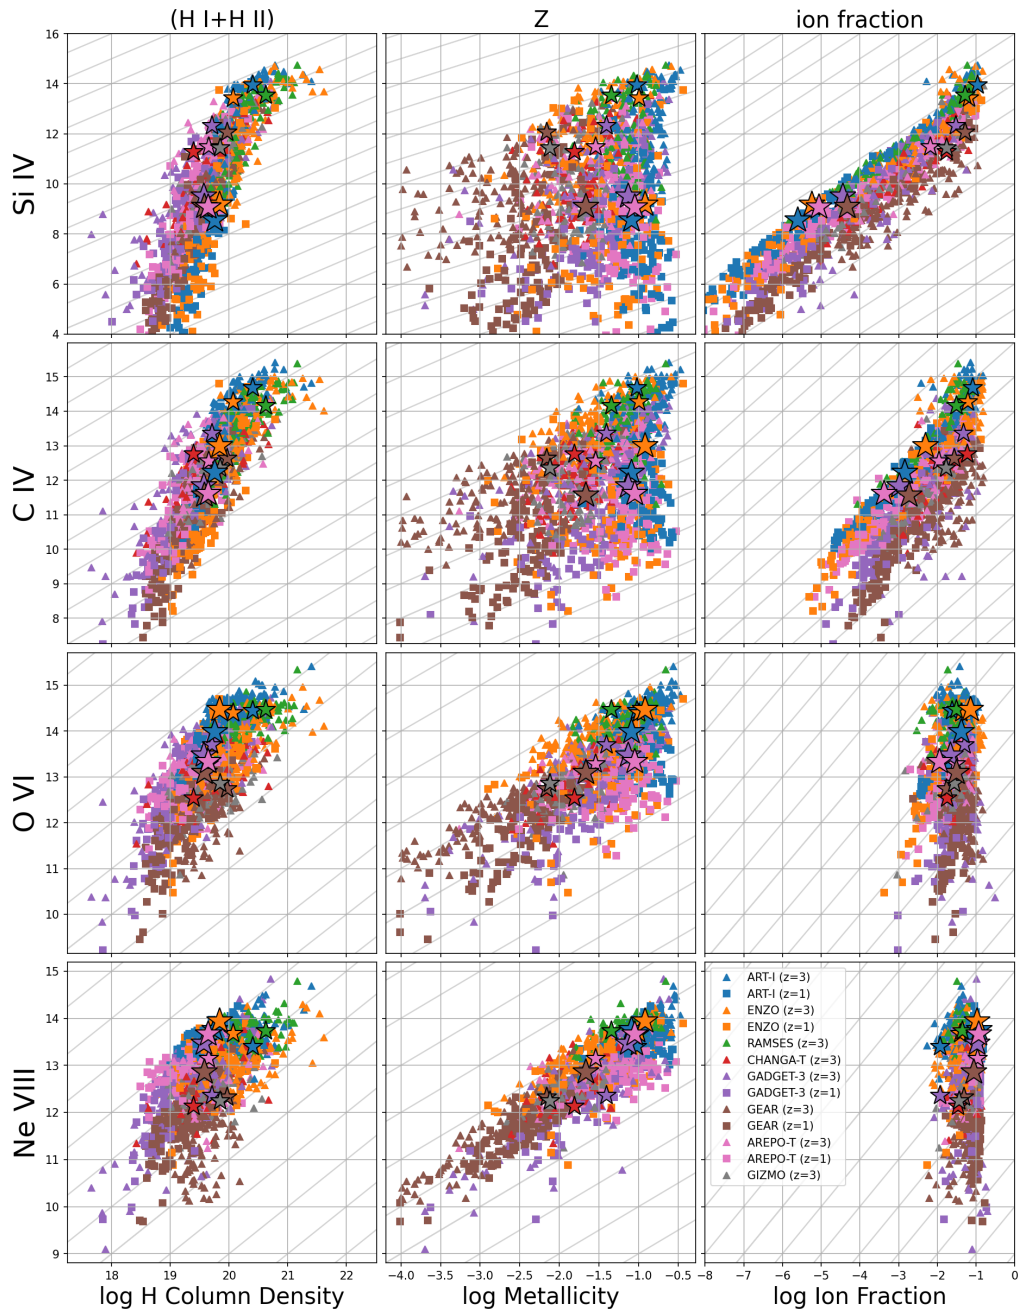 (H I+H II)
Z
ion fraction
Si IV
16
14
12
10
8
6
4
C IV
15
14
13
12
11
10
9
8
O VI
15
14
13
12
11
10
Ne VIII
15
14
13
12
11
10
9
ART-I (z=3)
ART-I (z=1)
ENZO (z=3)
ENZO (z=1)
RAMSES (z=3)
CHANGA-T (z=3)
GADGET-3 (z=3)
GADGET-3 (z=1)
GEAR (z=3)
GEAR (z=1)
AREPO-T (z=3)
AREPO-T (z=1)
GIZMO (z=3)
18 19 20 21 22
−4.0 −3.5 −3.0 −2.5 −2.0 −1.5 −1.0 −0.5
−8 −7 −6 −5 −4 −3 −2 −1 0
log H Column Density
log Metallicity
log Ion Fraction